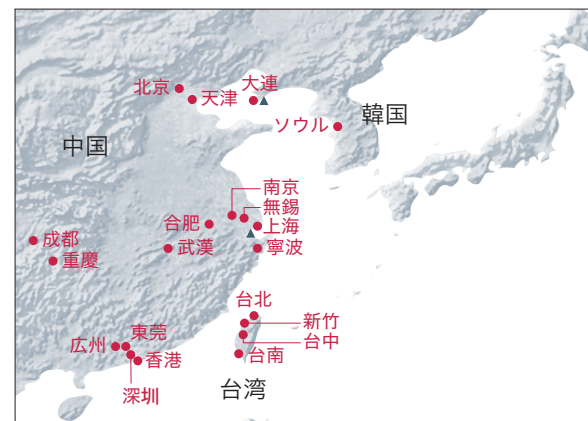 北京
天津
大連
韓国
ソウル
中国
南京
無錫
合肥
上海
成都
武漢
寧波
重慶
台北
新竹
東莞
広州
台中
台南
香港
深圳
台湾